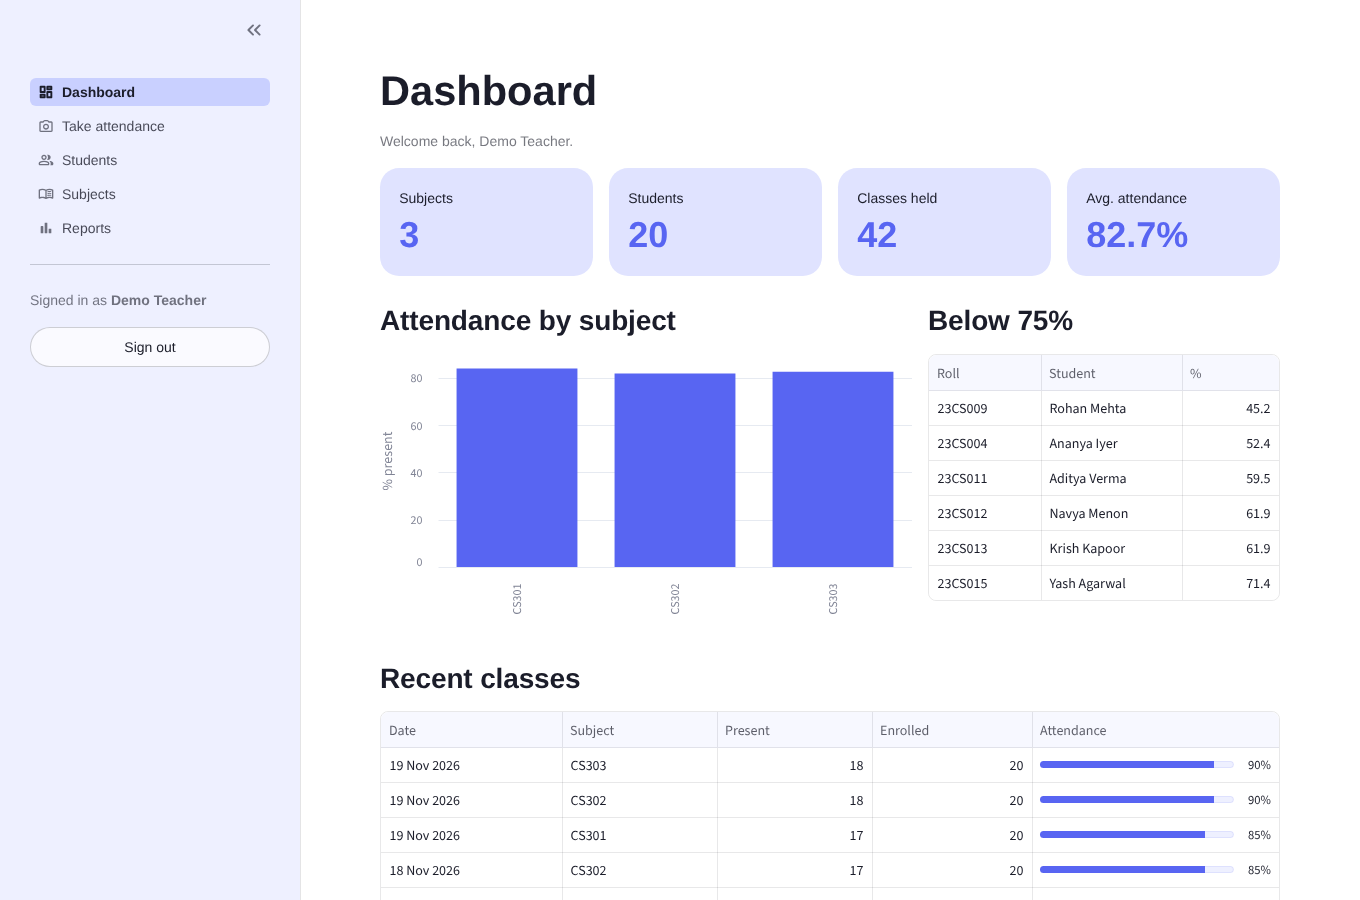 Dashboard
Take attendance
Students
Subjects
Reports
Signed in as Demo Teacher
Sign out
Dashboard
Welcome back, Demo Teacher.
Subjects
3
Students
20
Classes held
42
Avg. attendance
82.7%
Attendance by subject
% present
80
60
40
20
0
CS301
CS302
CS303
Below 75%
Roll Student %
23CS009 Rohan Mehta 45.2
23CS004 Ananya Iyer 52.4
23CS011 Aditya Verma 59.5
23CS012 Navya Menon 61.9
23CS013 Krish Kapoor 61.9
23CS015 Yash Agarwal 71.4
Recent classes
Date Subject Present Enrolled Attendance
19 Nov 2026 CS303 18 20 90%
19 Nov 2026 CS302 18 20 90%
19 Nov 2026 CS301 17 20 85%
18 Nov 2026 CS302 17 20 85%